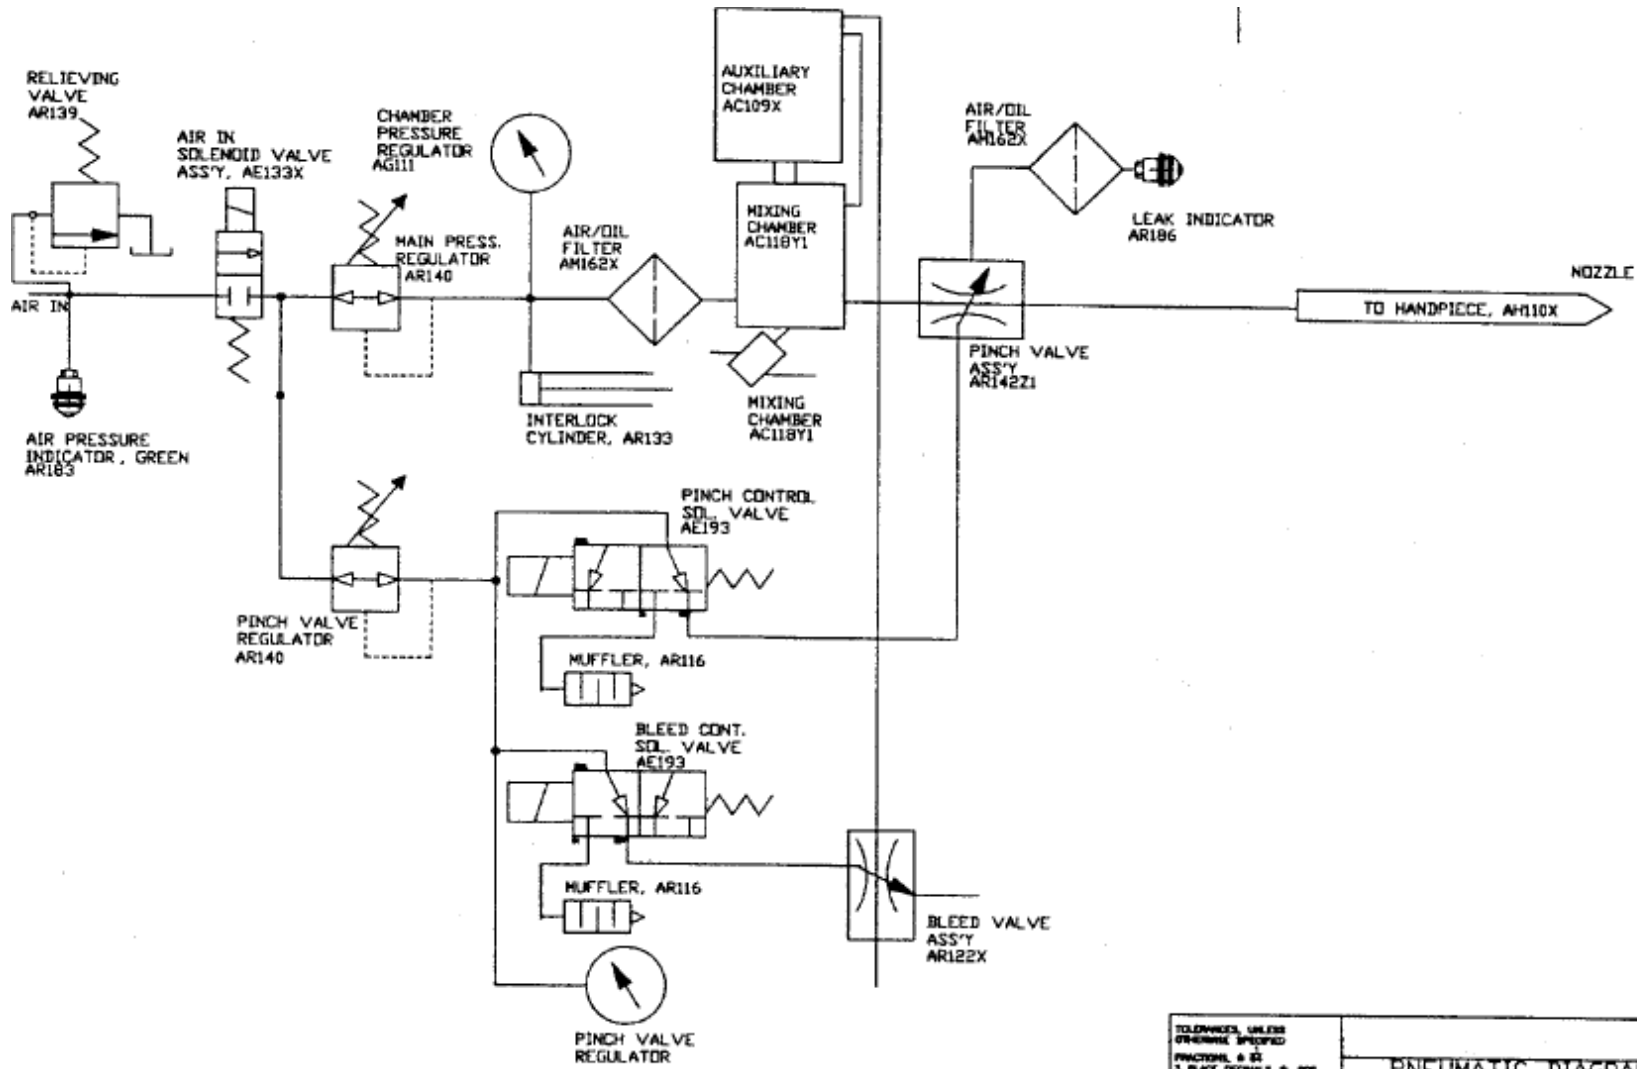 RELIEVING
VALVE
AR139
AIR IN
SOLENOID VALVE
ASS'Y, AE133X
CHAMBER
PRESSURE
REGULATOR
AG111
MAIN PRESS.
REGULATOR
AR140
AIR/OIL
FILTER
AM162X
AUXILIARY
CHAMBER
AC109X
MIXING
CHAMBER
AC118Y1
AIR/OIL
FILTER
AM162X
LEAK INDICATOR
AR186
NOZZLE
AIR IN
TO HANDPIECE, AH110X
PINCH VALVE
ASS'Y
AR142Z1
MIXING
CHAMBER
AC118Y1
INTERLOCK
CYLINDER, AR133
AIR PRESSURE
INDICATOR, GREEN
AR183
PINCH CONTROL
SOL. VALVE
AE193
PINCH VALVE
REGULATOR
AR140
MUFFLER, AR116
BLEED CONT.
SOL. VALVE
AE193
MUFFLER, AR116
BLEED VALVE
ASS'Y
AR122X
PINCH VALVE
REGULATOR
TOLERANCES, UNLESS
OTHERWISE SPECIFIED
PNEUMATIC DIAGRA